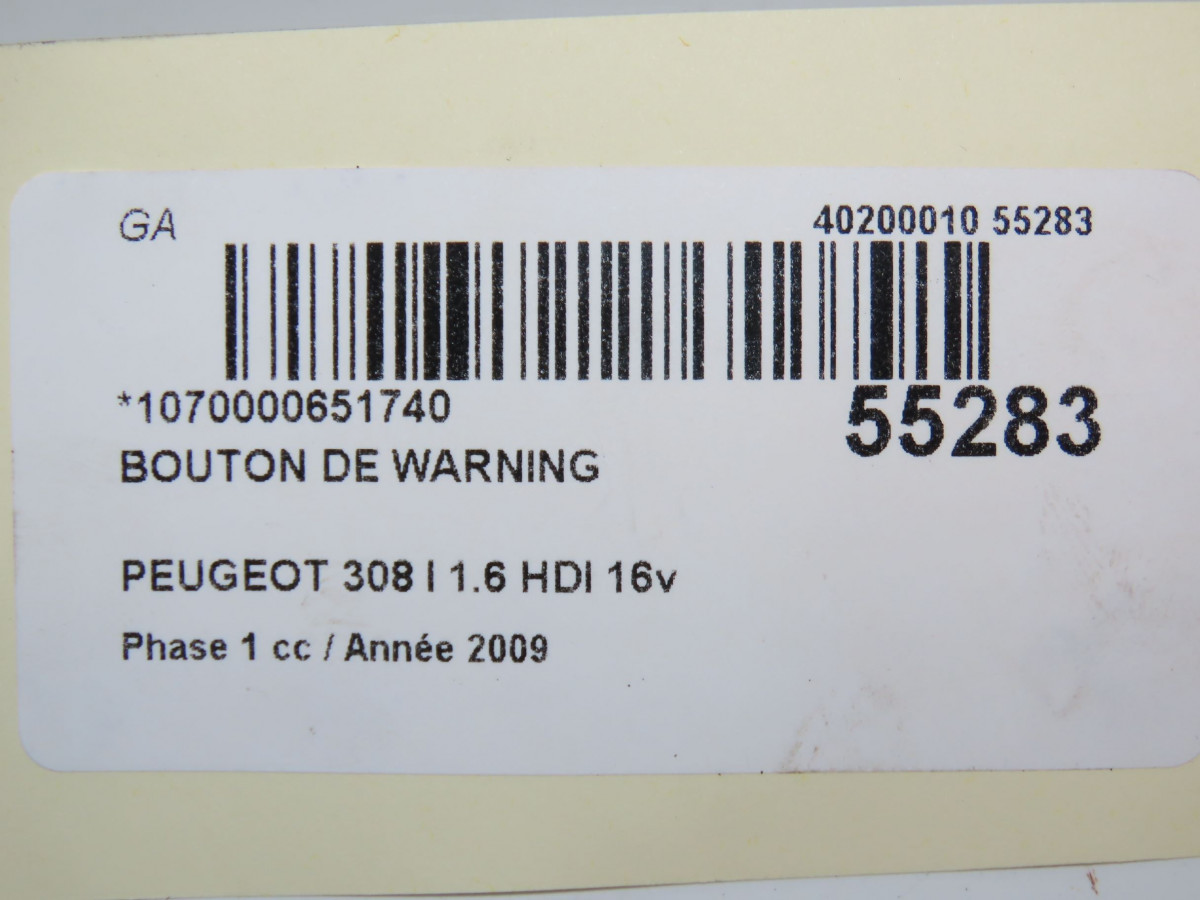 GA
40200010 55283
*1070000651740
55283
BOUTON DE WARNING
PEUGEOT 308 I 1.6 HDI 16v
Phase 1 cc / Année 2009